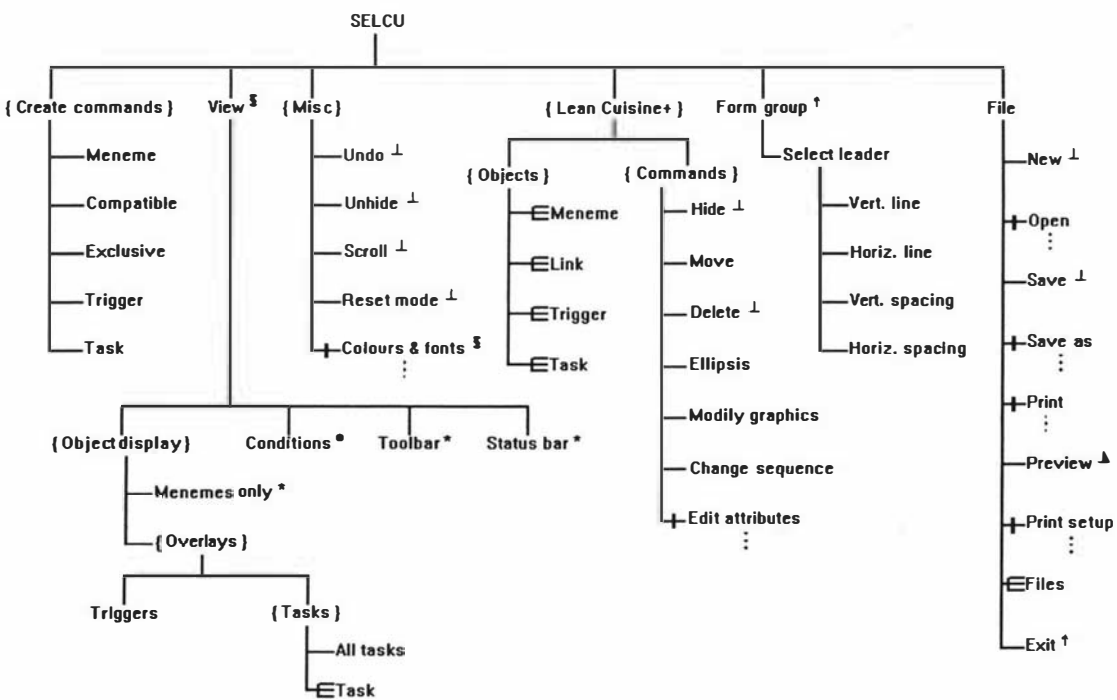 SELCU
{ Create commands }
Meneme
Compatible
Exclusive
Trigger
Task
View §
{ Misc }
Undo ⊥
Unhide ⊥
Scroll ⊥
Reset mode ⊥
Colours & fonts §
{ Object display }
Menemes only *
{ Overlays }
Triggers
{ Tasks }
All tasks
Task
Conditions ●
Toolbar *
Status bar *
{ Lean Cuisine+ }
{ Objects }
Meneme
Link
Trigger
Task
{ Commands }
Hide ⊥
Move
Delete ⊥
Ellipsis
Modily graphics
Change sequence
Edit attributes
Form group ↑
Select leader
Vert. line
Horiz. line
Vert. spacing
Horiz. spacing
File
New ⊥
Open
Save ⊥
Save as
Print
Preview ⊥
Print setup
Files
Exit ↑